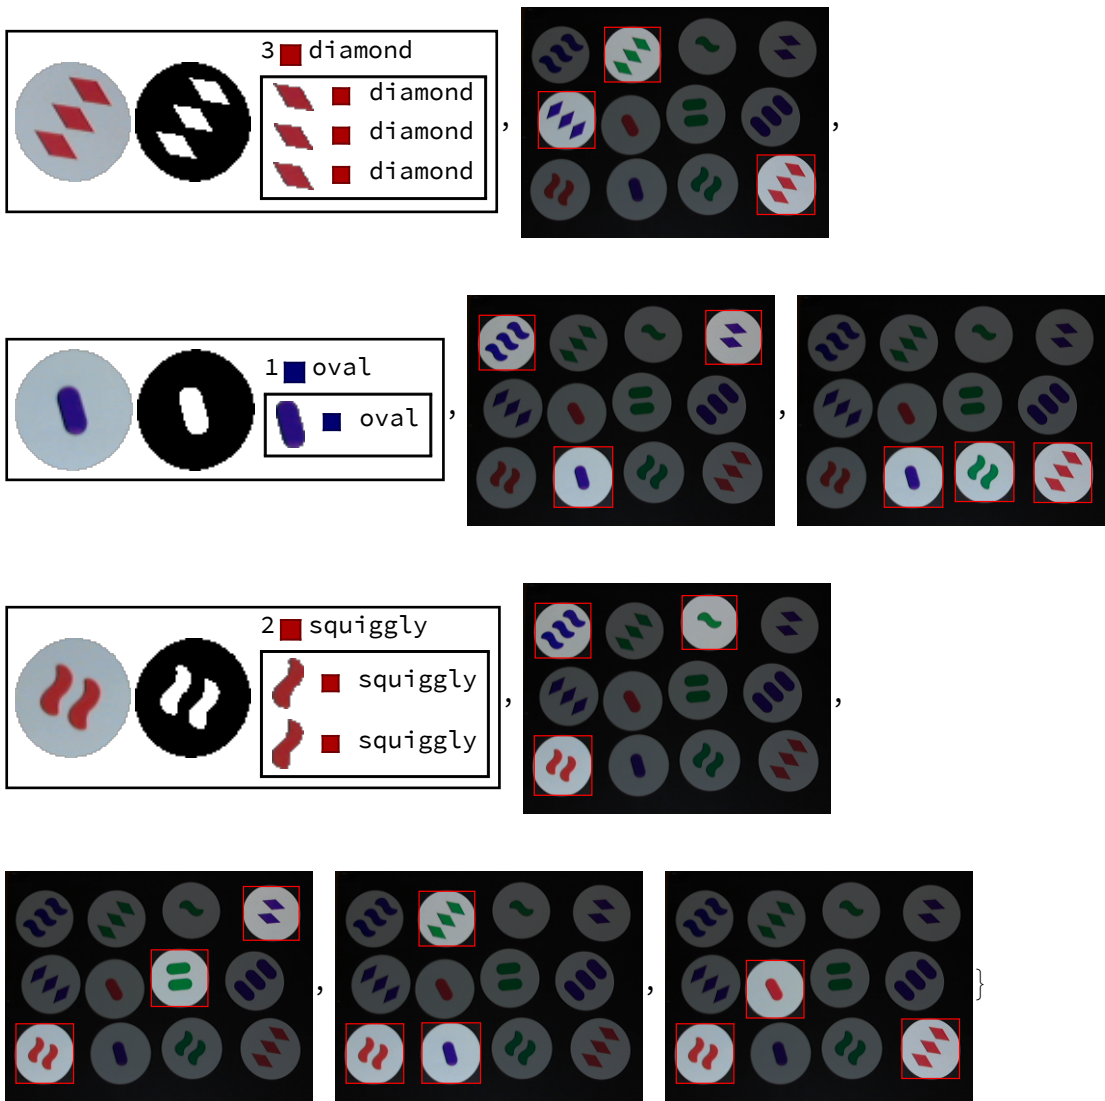 3 diamond
diamond
diamond
diamond
, ,
1 oval
oval
, ,
2 squiggly
squiggly
squiggly
, ,
, , }